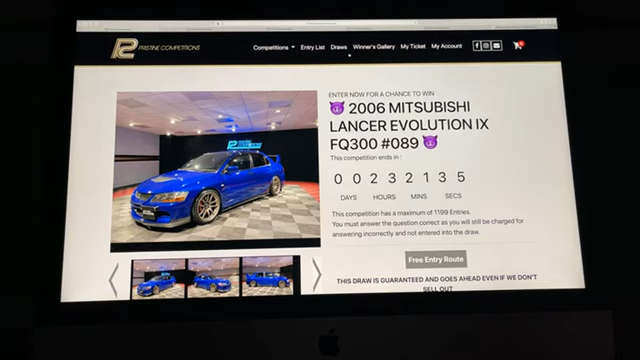 PC PRISTINE COMPETITIONS
Competitions Entry List Draws Winner's Gallery My Ticket My Account
ENTER NOW FOR A CHANCE TO WIN
😈 2006 MITSUBISHI
LANCER EVOLUTION IX
FQ300 #089 😈
This competition ends in :
0 0 2 3 2 1 3 5
DAYS HOURS MINS SECS
This competition has a maximum of 1199 Entries.
You must answer the question correct as you will still be charged for
answering incorrectly and not entered into the draw.
Free Entry Route
THIS DRAW IS GUARANTEED AND GOES AHEAD EVEN IF WE DON'T
SELL OUT